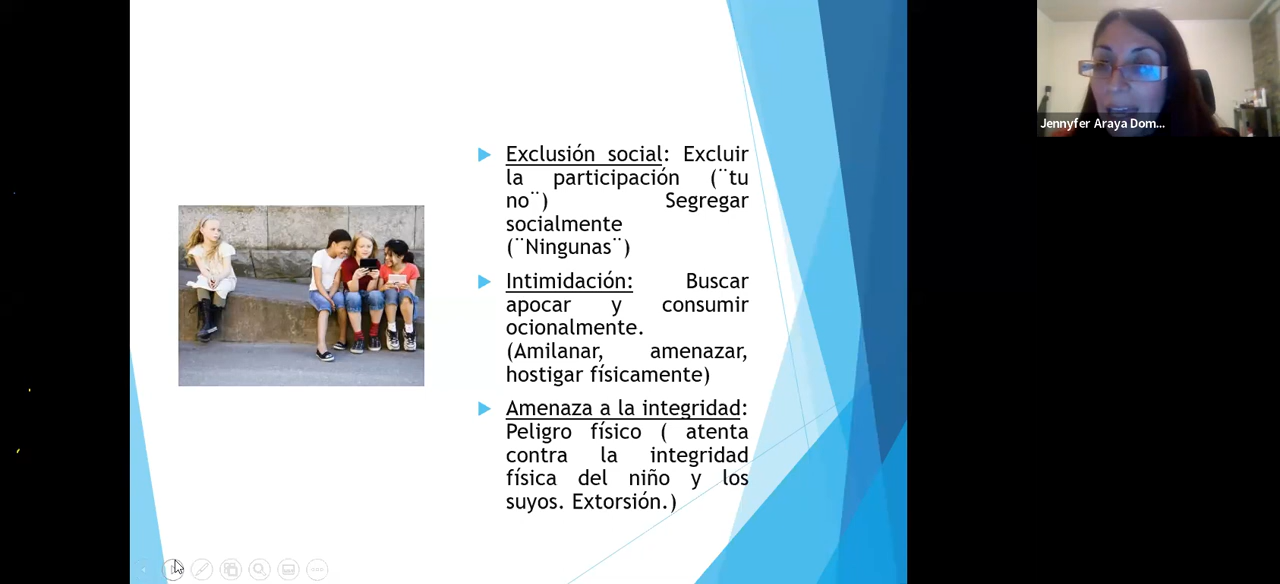 Exclusión social: Excluir
la participación (¨tu
no¨) Segregar
socialmente
(¨Ningunas¨)
Intimidación: Buscar
apocar y consumir
ocionalmente.
(Amilanar, amenazar,
hostigar físicamente)
Amenaza a la integridad:
Peligro físico ( atenta
contra la integridad
física del niño y los
suyos. Extorsión.)
Jennyfer Araya Dom...